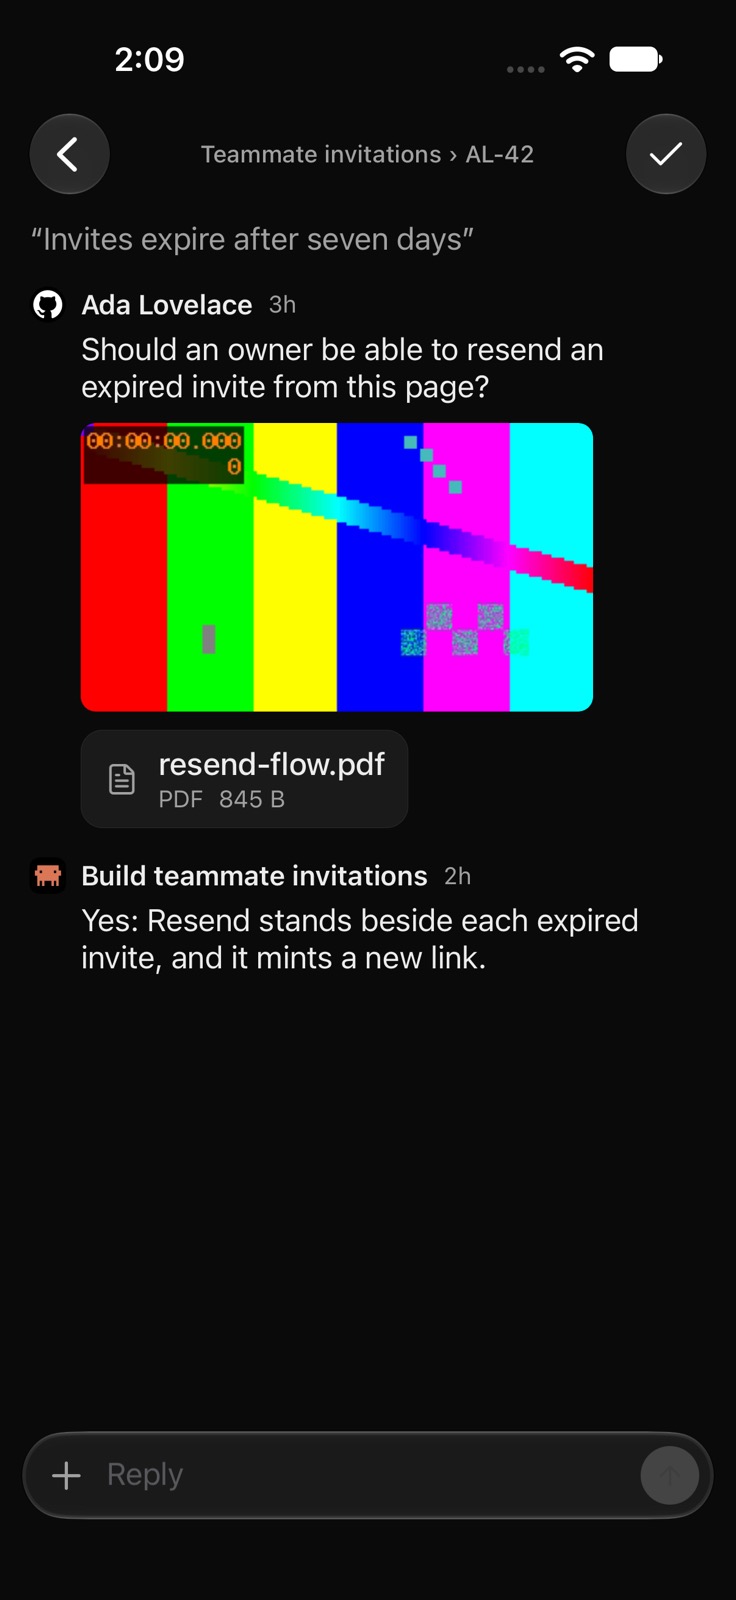 2:09
Teammate invitations › AL-42
“Invites expire after seven days”
Ada Lovelace 3h
Should an owner be able to resend an
expired invite from this page?
00:00:00.000
0
resend-flow.pdf
PDF 845 B
Build teammate invitations 2h
Yes: Resend stands beside each expired
invite, and it mints a new link.
Reply